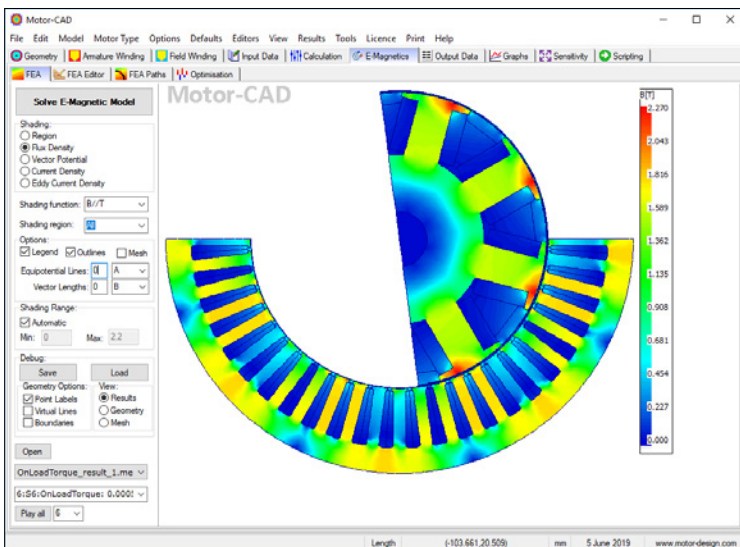 Motor-CAD
File Edit Model Motor Type Options Defaults Editors View Results Tools Licence Print Help
Geometry Armature Winding Field Winding Input Data Calculation E-Magnetics Output Data Graphs Sensitivity Scripting
FEA FEA Editor FEA Paths Optimisation
Solve E-Magnetic Model
Motor-CAD
Shading:
Region
Flux Density
Vector Potential
Current Density
Eddy Current Density
Shading function: B//T
Shading region: All
Options:
Legend Outlines Mesh
Equipotential Lines: 0 A
Vector Lengths: 0 B
Shading Range:
Automatic
Min: 0 Max: 2.2
Debug:
Save Load
Geometry Options: View:
Point Labels Results
Virtual Lines Geometry
Boundaries Mesh
Open
OnLoadTorque_result_1.me
6:S6:OnLoadTorque: 0.000
Play all 6
B[T]
2.270
2.043
1.816
1.589
1.362
1.135
0.908
0.681
0.454
0.227
0.000
Length (-103.661,20.509) mm 5 June 2019 www.motor-design.com